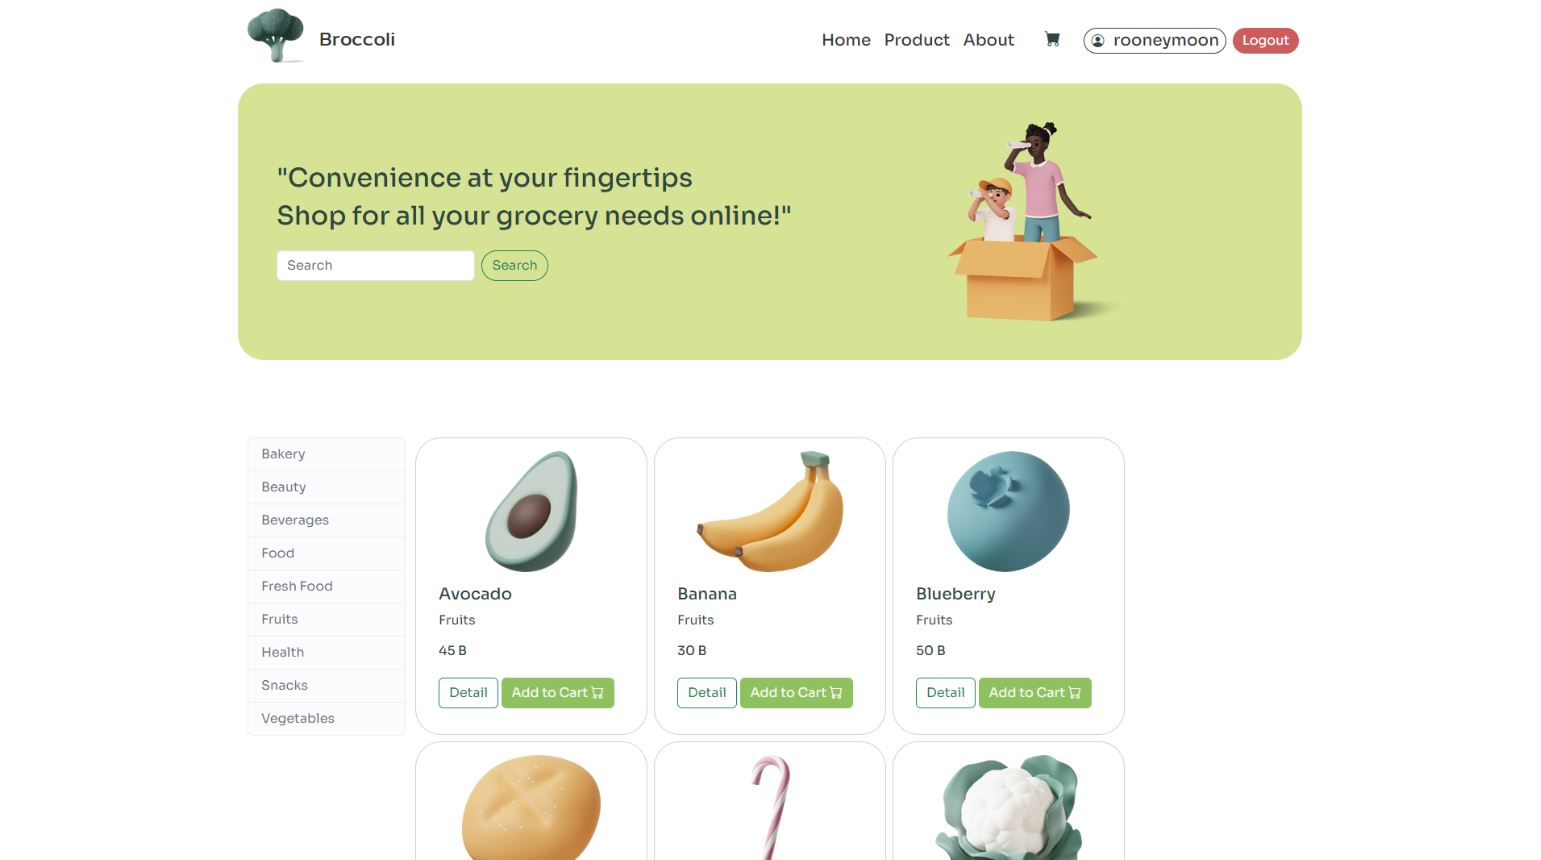 Broccoli
Home Product About rooneymoon Logout
"Convenience at your fingertips
Shop for all your grocery needs online!"
Search Search
Bakery
Beauty
Beverages
Food
Fresh Food
Fruits
Health
Snacks
Vegetables
Avocado
Fruits
45 B
Detail Add to Cart
Banana
Fruits
30 B
Detail Add to Cart
Blueberry
Fruits
50 B
Detail Add to Cart